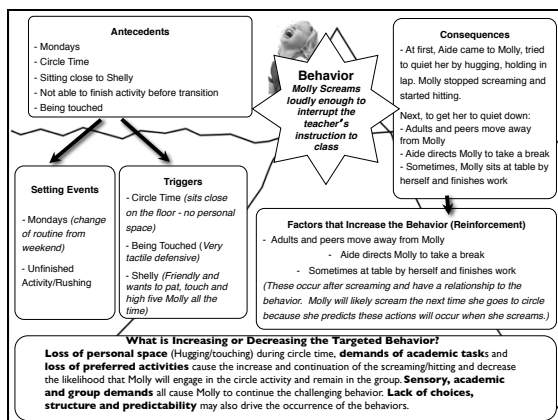 Antecedents
- Mondays
- Circle Time
- Sitting close to Shelly
- Not able to finish activity before transition
- Being touched
Behavior
Molly Screams
loudly enough to
interrupt the
teacher's
instruction to
class
Consequences
- At first, Aide came to Molly, tried
to quiet her by hugging, holding in
lap. Molly stopped screaming and
started hitting.
Next, to get her to quiet down:
- Adults and peers move away
from Molly
- Aide directs Molly to take a break
- Sometimes, Molly sits at table by
herself and finishes work
Setting Events
- Mondays (change
of routine from
weekend)
- Unfinished
Activity/Rushing
Triggers
- Circle Time (sits close
on the floor - no personal
space)
- Being Touched (Very
tactile defensive)
- Shelly (Friendly and
wants to pat, touch and
high five Molly all the
time)
Factors that Increase the Behavior (Reinforcement)
- Adults and peers move away from Molly
- Aide directs Molly to take a break
- Sometimes at table by herself and finishes work
(These occur after screaming and have a relationship to the
behavior. Molly will likely scream the next time she goes to circle
because she predicts these actions will occur when she screams.)
What is Increasing or Decreasing the Targeted Behavior?
Loss of personal space (Hugging/touching) during circle time, demands of academic tasks and
loss of preferred activities cause the increase and continuation of the screaming/hitting and decrease
the likelihood that Molly will engage in the circle activity and remain in the group. Sensory, academic
and group demands all cause Molly to continue the challenging behavior. Lack of choices,
structure and predictability may also drive the occurrence of the behaviors.